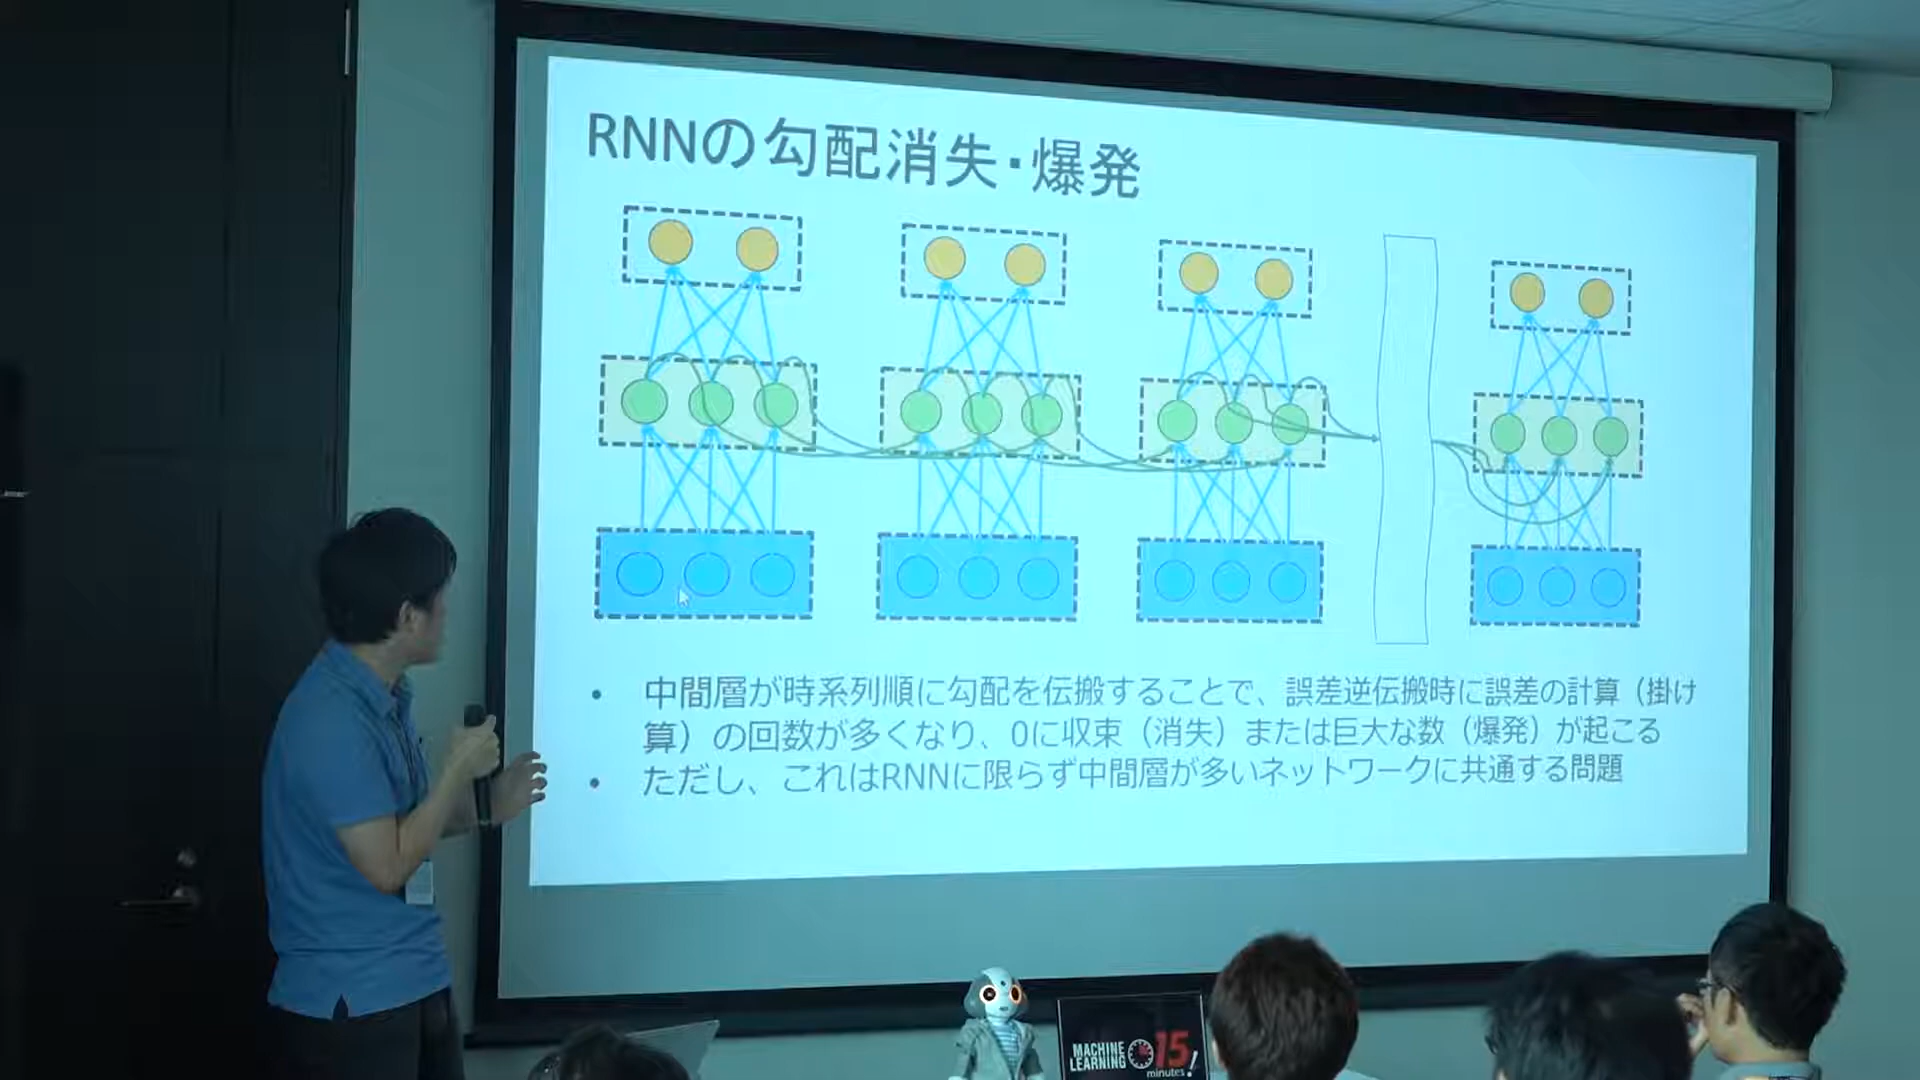 RNNの勾配消失・爆発
• 中間層が時系列順に勾配を伝搬することで、誤差逆伝搬時に誤差の計算（掛け
算）の回数が多くなり、0に収束（消失）または巨大な数（爆発）が起こる
• ただし、これはRNNに限らず中間層が多いネットワークに共通する問題
MACHINE
LEARNING
15
minutes!